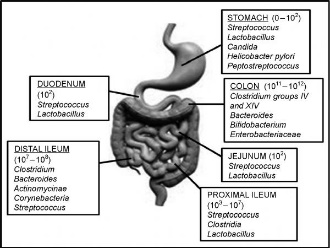 STOMACH (0–10²)
Streptococcus
Lactobacillus
Candida
Helicobacter pylori
Peptostreptococcus
DUODENUM
(10²)
Streptococcus
Lactobacillus
COLON (10¹¹–10¹²)
Clostridium groups IV
and XIV
Bacteroides
Bifidobacterium
Enterobacteriaceae
DISTAL ILEUM
(10⁷–10⁸)
Clostridium
Bacteroides
Actinomycinae
Corynebacteria
Streptococcus
JEJUNUM (10²)
Streptococcus
Lactobacillus
PROXIMAL ILEUM
(10³–10⁷)
Streptococcus
Clostridia
Lactobacillus